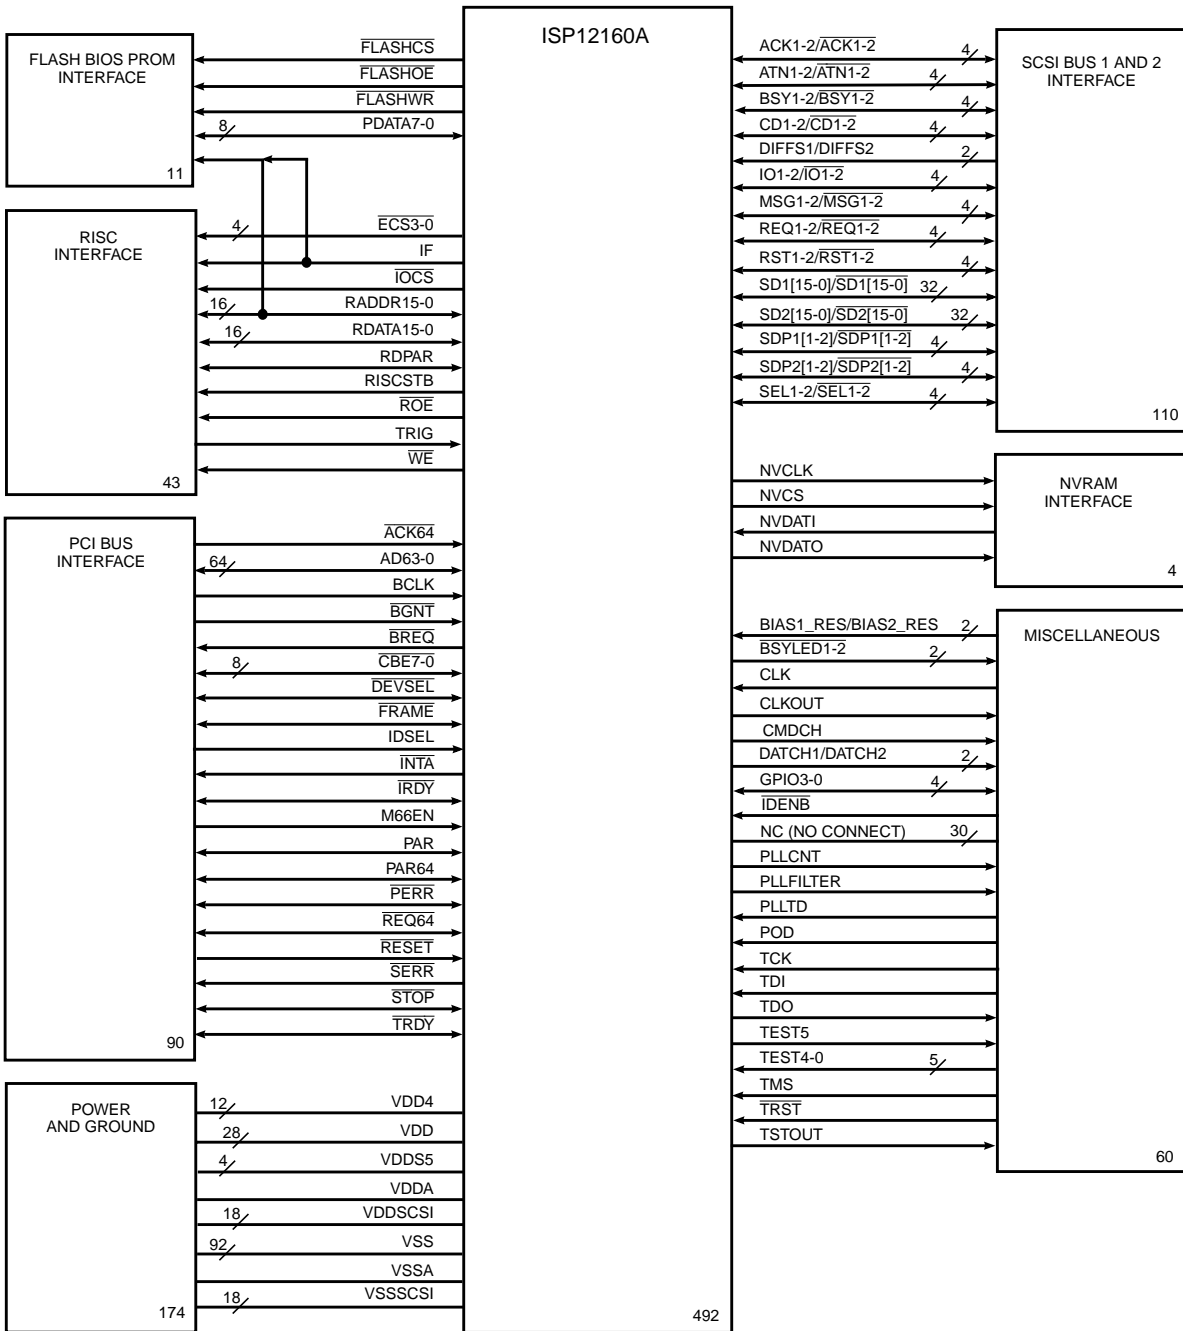 ISP12160A
FLASH BIOS PROM
INTERFACE
11
FLASHCS
FLASHOE
FLASHWR
8 PDATA7-0
RISC
INTERFACE
43
4 ECS3-0
IF
IOCS
16 RADDR15-0
16 RDATA15-0
RDPAR
RISCSTB
ROE
TRIG
WE
PCI BUS
INTERFACE
90
ACK64
64 AD63-0
BCLK
BGNT
BREQ
8 CBE7-0
DEVSEL
FRAME
IDSEL
INTA
IRDY
M66EN
PAR
PAR64
PERR
REQ64
RESET
SERR
STOP
TRDY
POWER
AND GROUND
174
12 VDD4
28 VDD
4 VDDS5
VDDA
18 VDDSCSI
92 VSS
VSSA
18 VSSSCSI
492
ACK1-2/ACK1-2 4
ATN1-2/ATN1-2 4
BSY1-2/BSY1-2 4
CD1-2/CD1-2 4
DIFFS1/DIFFS2 2
IO1-2/IO1-2 4
MSG1-2/MSG1-2 4
REQ1-2/REQ1-2 4
RST1-2/RST1-2 4
SD1[15-0]/SD1[15-0] 32
SD2[15-0]/SD2[15-0] 32
SDP1[1-2]/SDP1[1-2] 4
SDP2[1-2]/SDP2[1-2] 4
SEL1-2/SEL1-2 4
SCSI BUS 1 AND 2
INTERFACE
110
NVCLK
NVCS
NVDATI
NVDATO
NVRAM
INTERFACE
4
BIAS1_RES/BIAS2_RES 2
BSYLED1-2 2
CLK
CLKOUT
CMDCH
DATCH1/DATCH2 2
GPIO3-0 4
IDENB
NC (NO CONNECT) 30
PLLCNT
PLLFILTER
PLLTD
POD
TCK
TDI
TDO
TEST5
TEST4-0 5
TMS
TRST
TSTOUT
MISCELLANEOUS
60